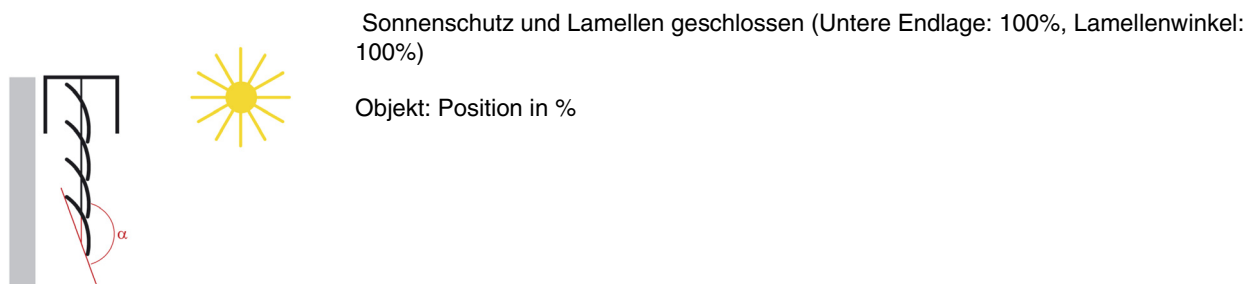 Sonnenschutz und Lamellen geschlossen (Untere Endlage: 100%, Lamellenwinkel:
100%)
Objekt: Position in %
α